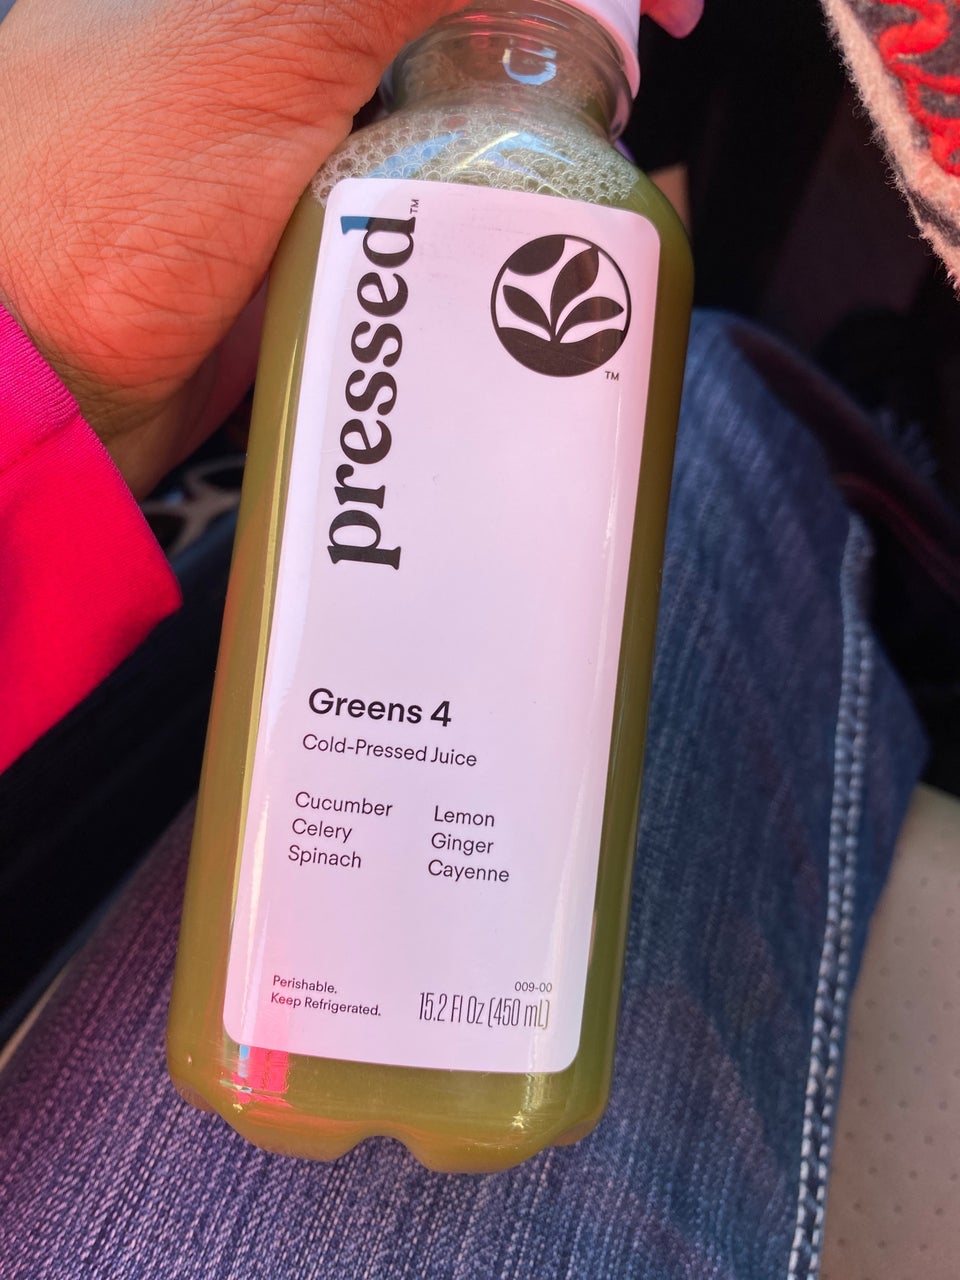 pressed™
TM
Greens 4
Cold-Pressed Juice
Cucumber
Celery
Spinach
Lemon
Ginger
Cayenne
Perishable.
Keep Refrigerated.
009-00
15.2 Fl Oz (450 mL)